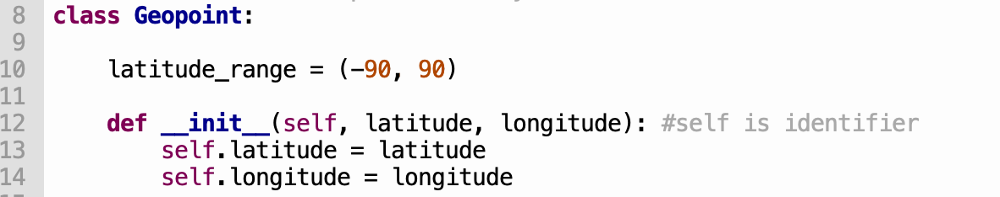 8 class Geopoint:
9
10 latitude_range = (-90, 90)
11
12 def __init__(self, latitude, longitude): #self is identifier
13 self.latitude = latitude
14 self.longitude = longitude